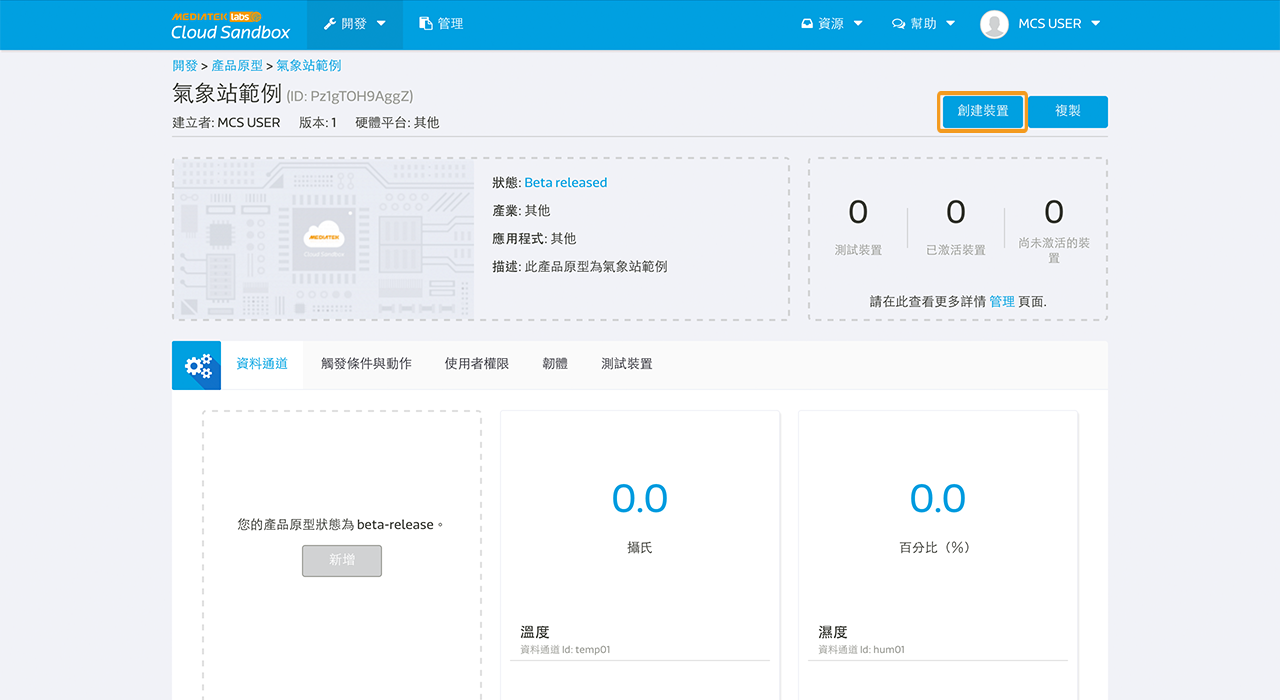 MEDIATEK labs
Cloud Sandbox
開發
管理
資源
幫助
MCS USER
開發 > 產品原型 > 氣象站範例
氣象站範例 (ID: Pz1gTOH9AggZ)
建立者: MCS USER 版本: 1 硬體平台: 其他
創建裝置
複製
MEDIATEK
Cloud Sandbox
狀態: Beta released
產業: 其他
應用程式: 其他
描述: 此產品原型為氣象站範例
0
測試裝置
0
已激活裝置
0
尚未激活的裝
置
請在此查看更多詳情 管理 頁面.
資料通道
觸發條件與動作
使用者權限
韌體
測試裝置
您的產品原型狀態為 beta-release。
新增
0.0
攝氏
溫度
資料通道 Id: temp01
0.0
百分比（％）
濕度
資料通道 Id: hum01